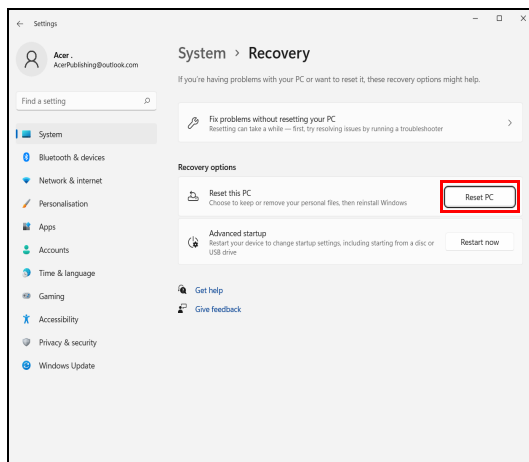 Settings
Acer .
AcerPublishing@outlook.com
Find a setting
System
Bluetooth & devices
Network & internet
Personalisation
Apps
Accounts
Time & language
Gaming
Accessibility
Privacy & security
Windows Update
System > Recovery
If you're having problems with your PC or want to reset it, these recovery options might help.
Fix problems without resetting your PC
Resetting can take a while — first, try resolving issues by running a troubleshooter
Recovery options
Reset this PC
Choose to keep or remove your personal files, then reinstall Windows
Reset PC
Advanced startup
Restart your device to change startup settings, including starting from a disc or
USB drive
Restart now
Get help
Give feedback